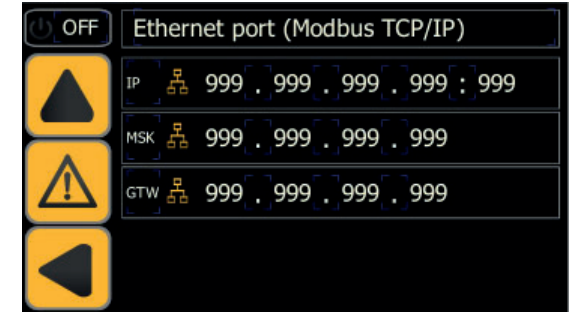 OFF Ethernet port (Modbus TCP/IP)
IP 999 . 999 . 999 . 999 : 999
MSK 999 . 999 . 999 . 999
GTW 999 . 999 . 999 . 999